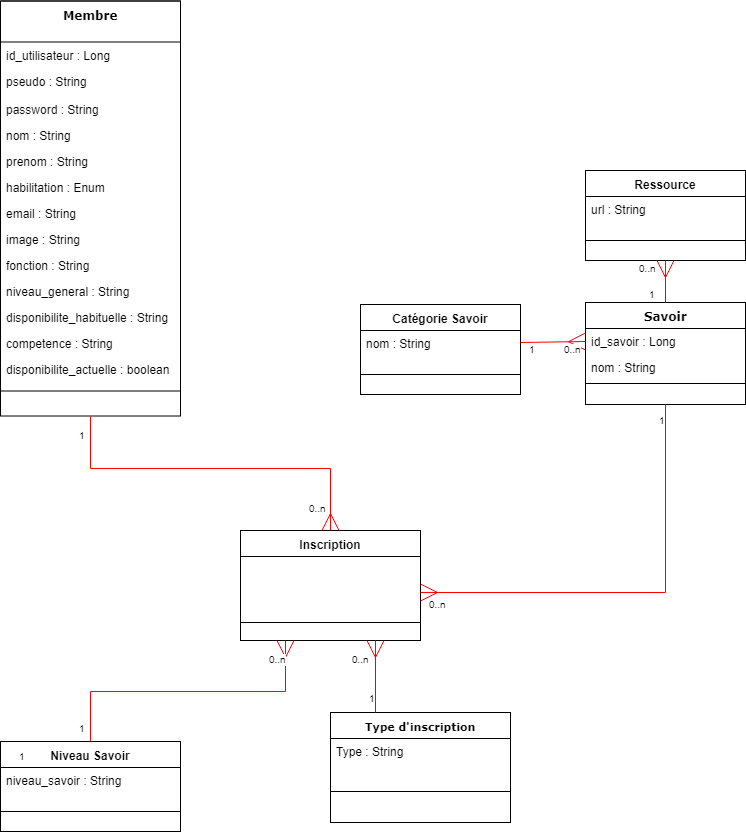 Membre
id_utilisateur : Long
pseudo : String
password : String
nom : String
prenom : String
habilitation : Enum
email : String
image : String
fonction : String
niveau_general : String
disponibilite_habituelle : String
competence : String
disponibilite_actuelle : boolean
1
Ressource
url : String
0..n
1
Catégorie Savoir
nom : String
1
0..n
Savoir
id_savoir : Long
nom : String
1
0..n
Inscription
0..n
0..n
0..n
1
1
1
Niveau Savoir
niveau_savoir : String
Type d'inscription
Type : String